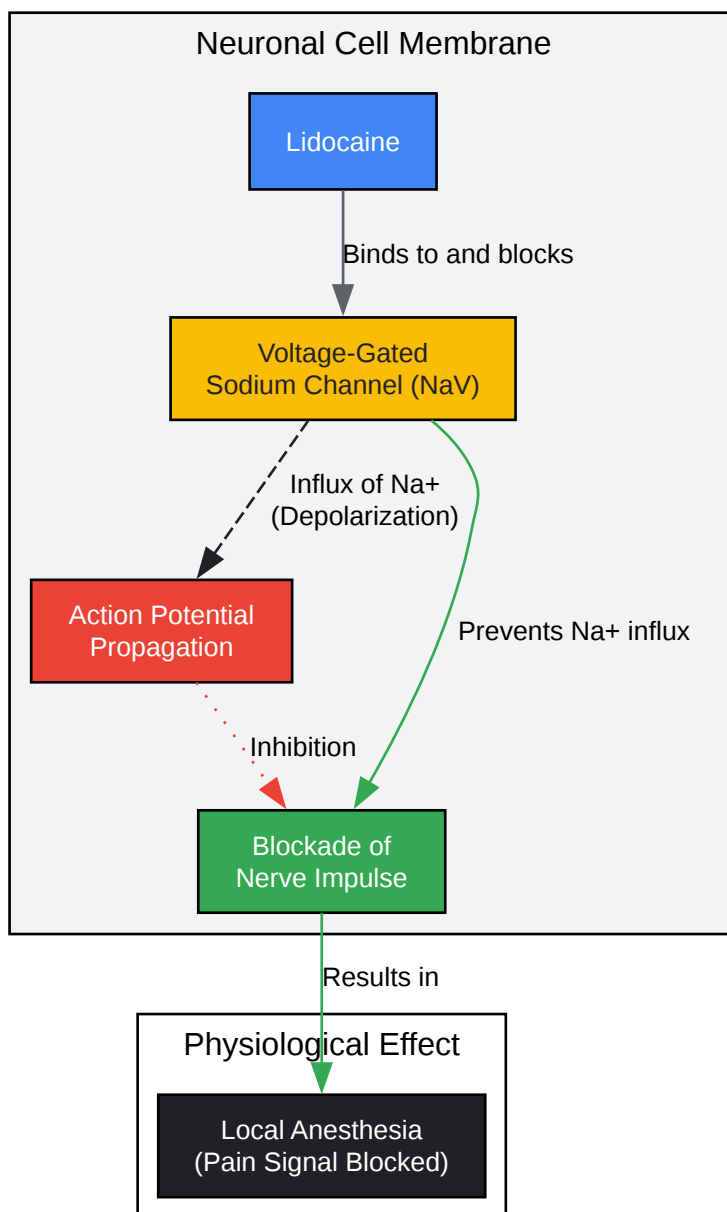 Neuronal Cell Membrane
Lidocaine
Binds to and blocks
Voltage-Gated
Sodium Channel (NaV)
Influx of Na+
(Depolarization)
Action Potential
Propagation
Prevents Na+ influx
Inhibition
Blockade of
Nerve Impulse
Results in
Physiological Effect
Local Anesthesia
(Pain Signal Blocked)